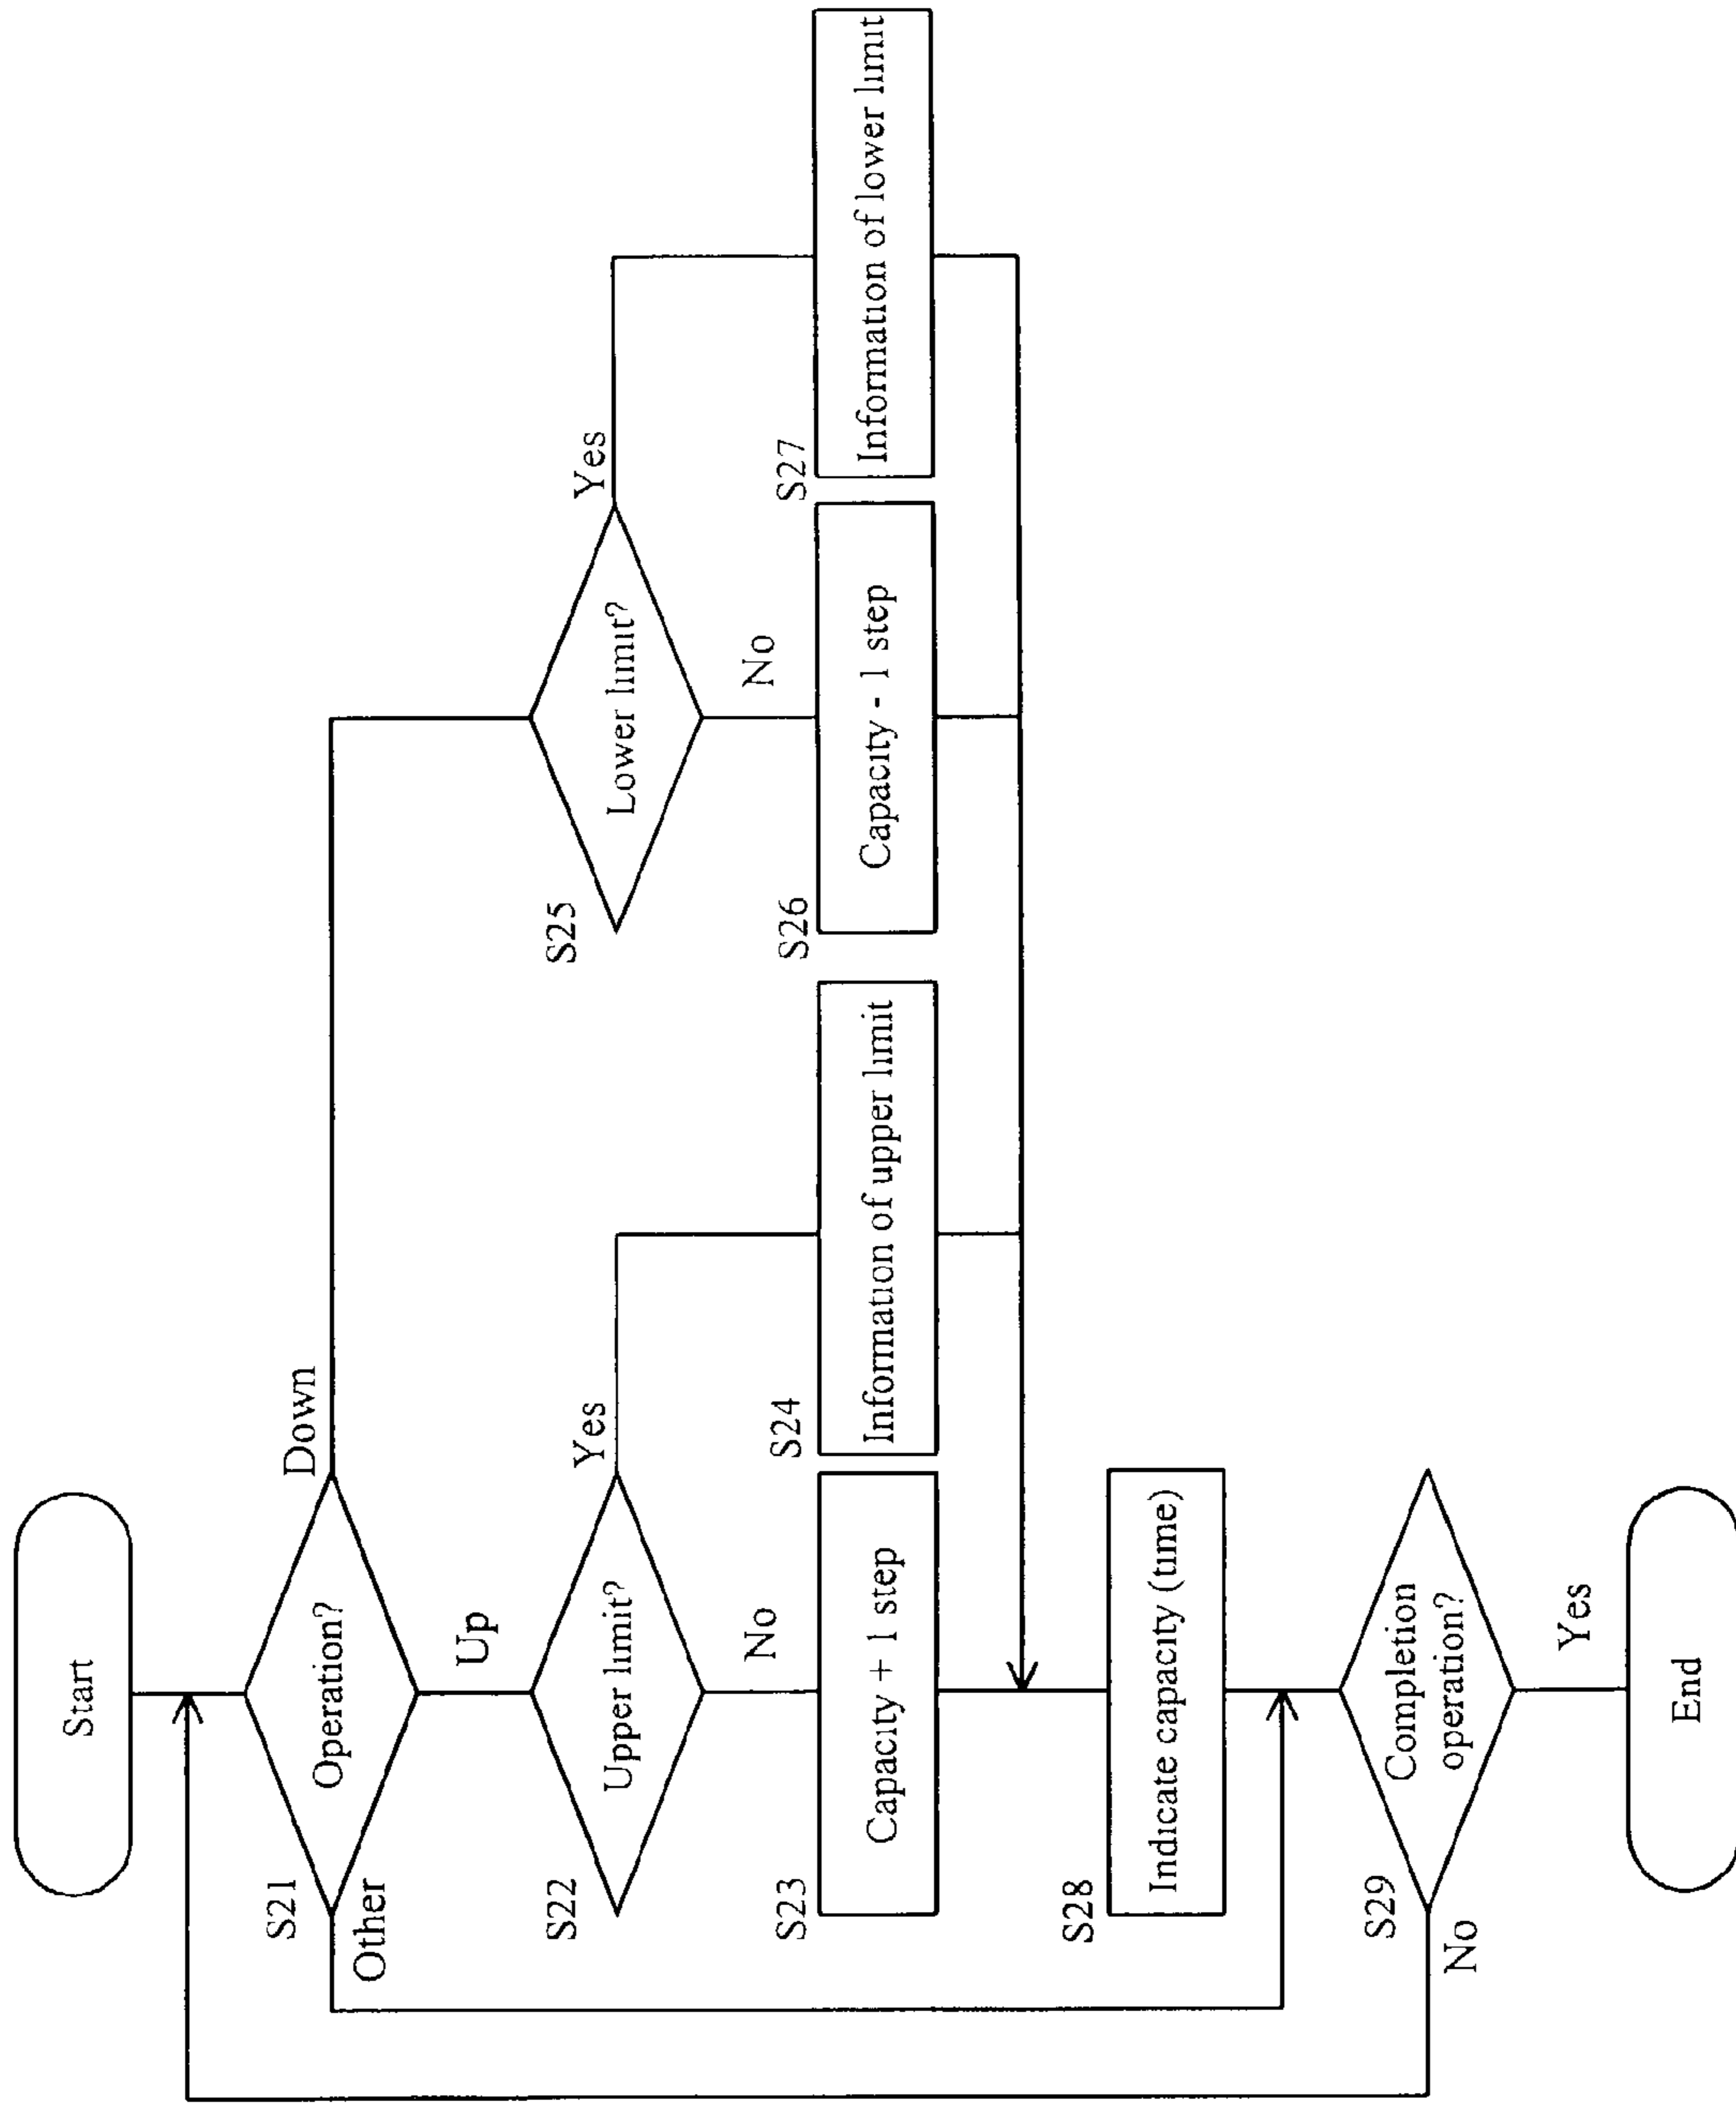 Start
S21
Operation?
Down
Other
Up
S22
Upper limit?
Yes
No
S25
Lower limit?
Yes
No
S23
Capacity + 1 step
S24
Information of upper limit
S26
Capacity - 1 step
S27
Information of lower limit
S28
Indicate capacity (time)
S29
Completion
operation?
No
Yes
End